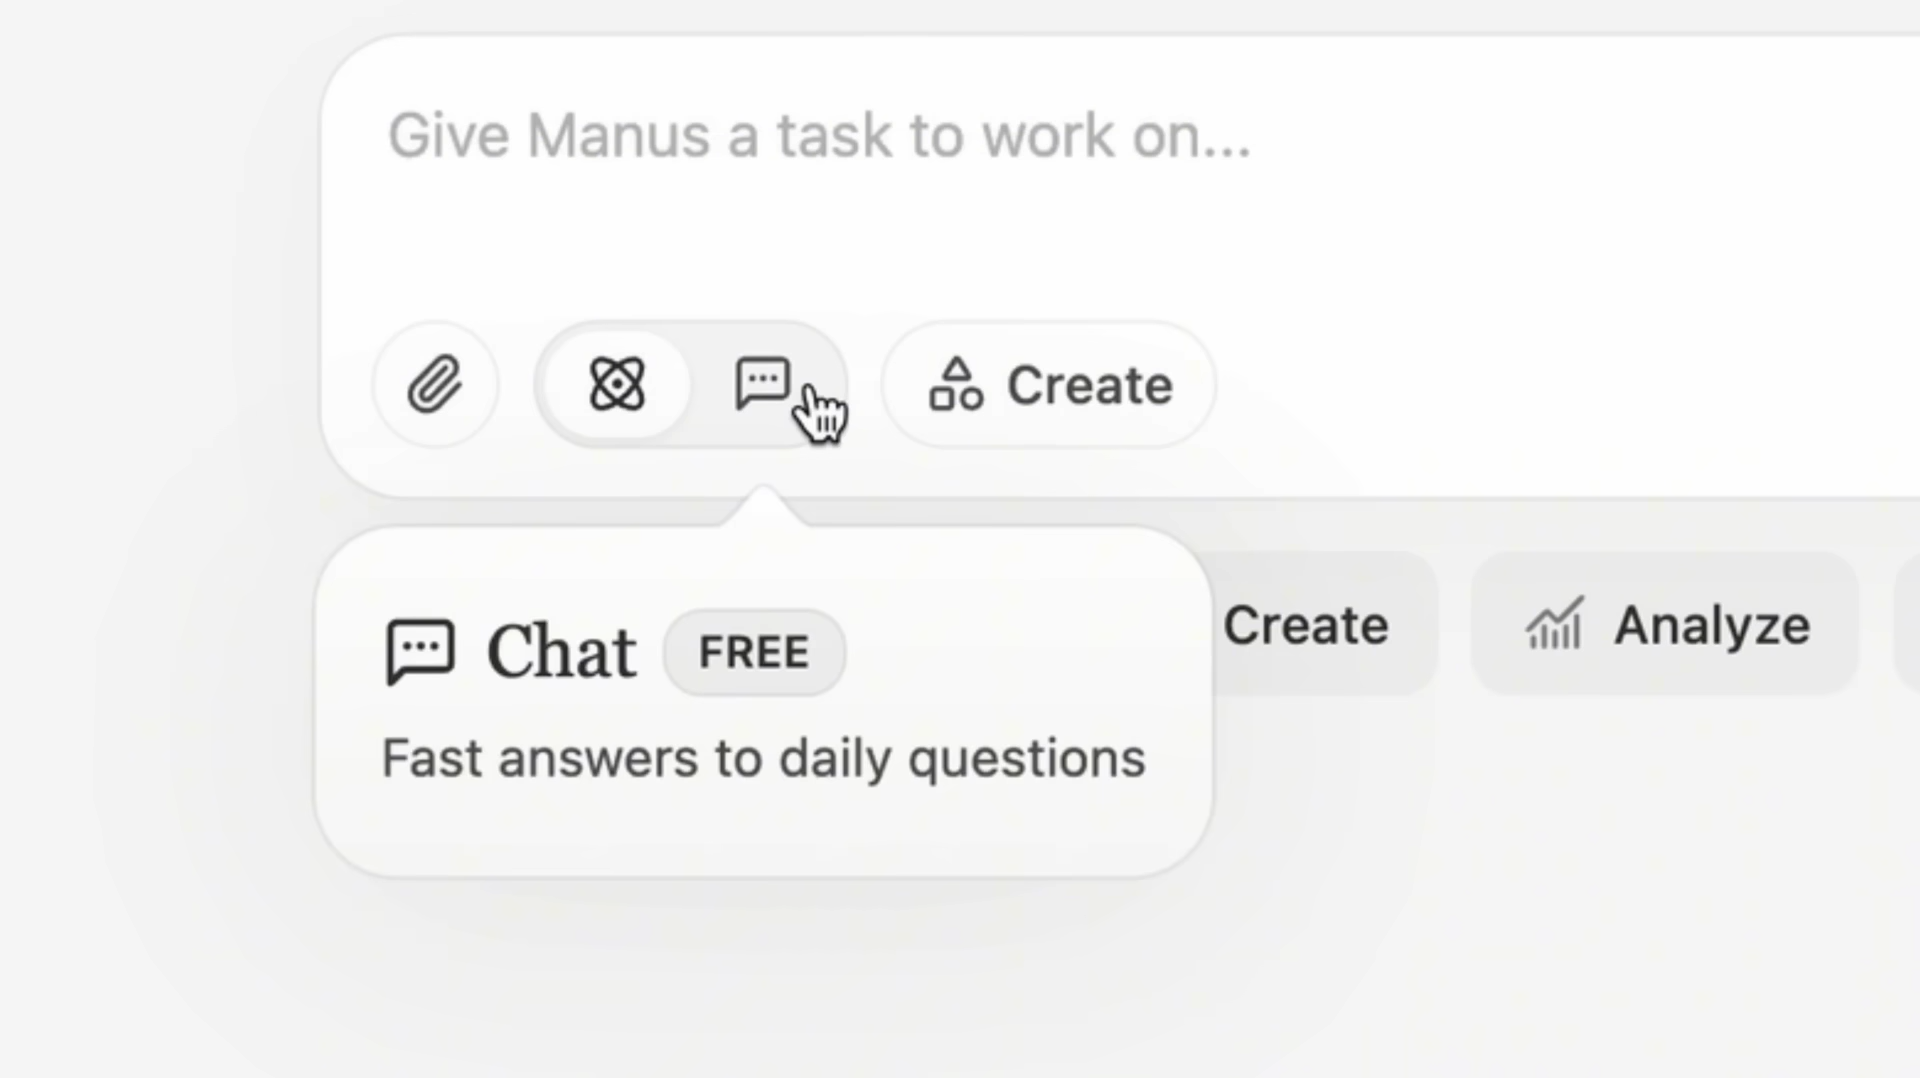 Give Manus a task to work on...
Create
Chat FREE
Fast answers to daily questions
Create
Analyze